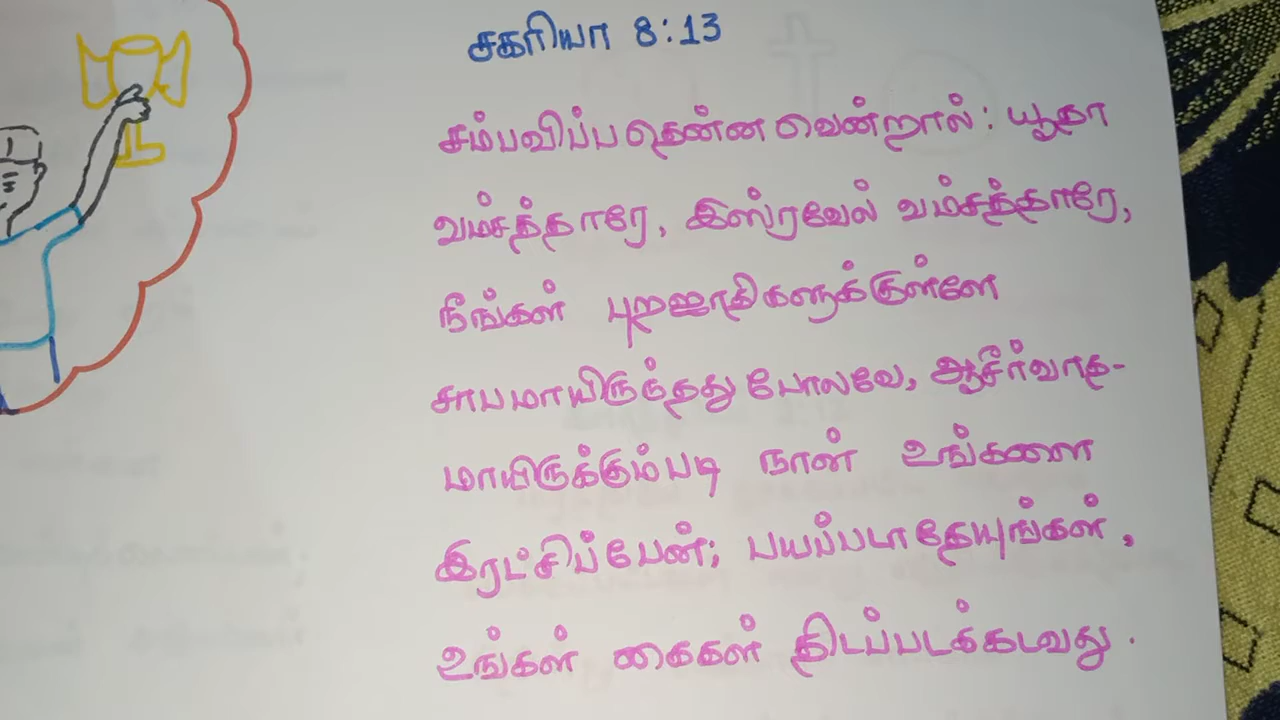 சகரியா 8:13
சம்பவிப்பதென்னவென்றால்: யூதா
வம்சத்தாரே, இஸ்ரவேல் வம்சத்தாரே,
நீங்கள் புறஜாதிகளுக்குள்ளே
சாபமாயிருந்தது போலவே, ஆசீர்வாத-
மாயிருக்கும்படி நான் உங்களை
இரட்சிப்பேன்; பயப்படாதேயுங்கள்,
உங்கள் கைகள் திடப்படக்கடவது.